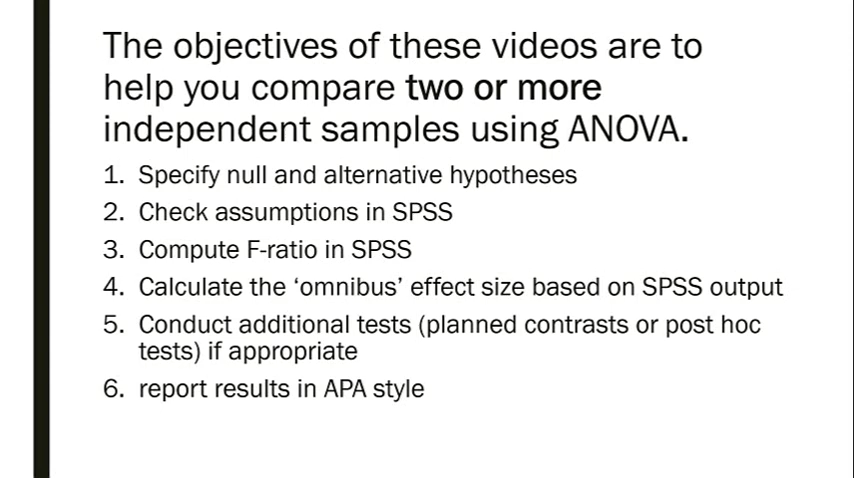 The objectives of these videos are to
help you compare two or more
independent samples using ANOVA.
1. Specify null and alternative hypotheses
2. Check assumptions in SPSS
3. Compute F-ratio in SPSS
4. Calculate the ‘omnibus’ effect size based on SPSS output
5. Conduct additional tests (planned contrasts or post hoc
tests) if appropriate
6. report results in APA style